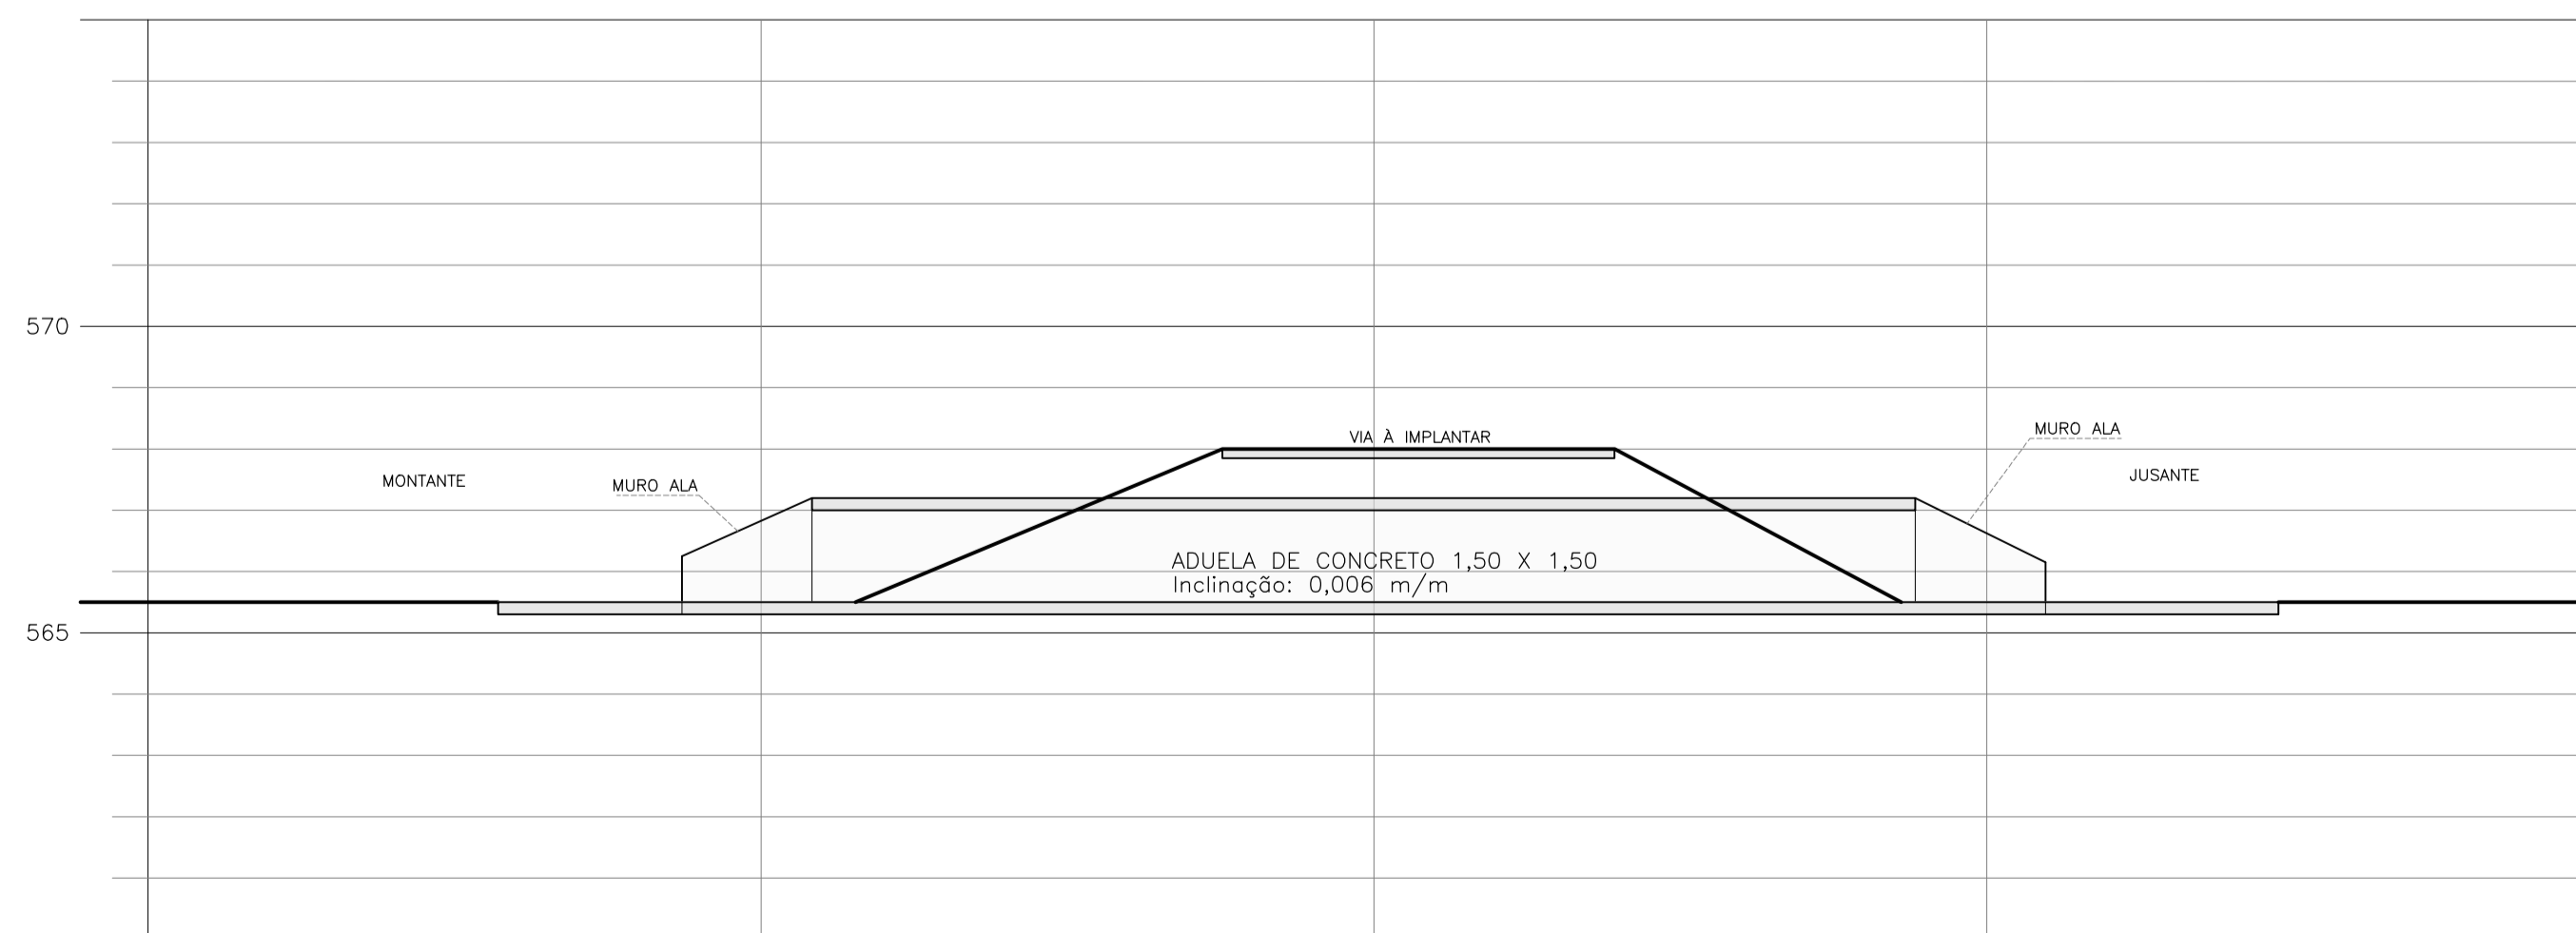 570
VIA À IMPLANTAR
MURO ALA
MONTANTE
MURO ALA
JUSANTE
ADUELA DE CONCRETO 1,50 X 1,50
Inclinação: 0,006 m/m
565